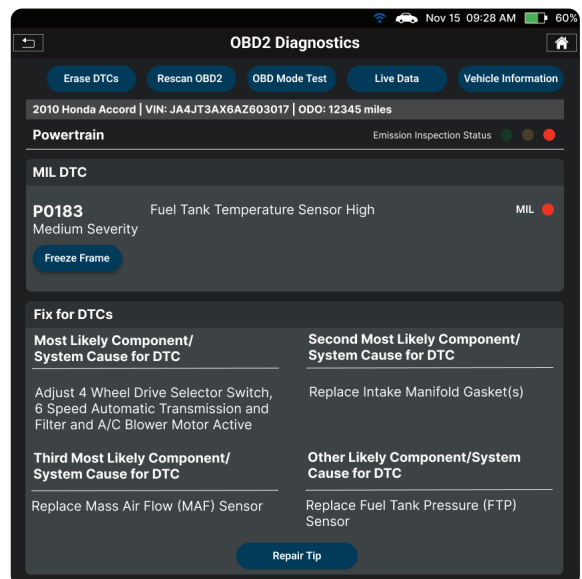 Nov 15 09:28 AM 60%
OBD2 Diagnostics
Erase DTCs Rescan OBD2 OBD Mode Test Live Data Vehicle Information
2010 Honda Accord | VIN: JA4JT3AX6AZ603017 | ODO: 12345 miles
Powertrain Emission Inspection Status
MIL DTC
P0183 Fuel Tank Temperature Sensor High MIL
Medium Severity
Freeze Frame
Fix for DTCs
Most Likely Component/
System Cause for DTC
Adjust 4 Wheel Drive Selector Switch,
6 Speed Automatic Transmission and
Filter and A/C Blower Motor Active
Second Most Likely Component/
System Cause for DTC
Replace Intake Manifold Gasket(s)
Third Most Likely Component/
System Cause for DTC
Replace Mass Air Flow (MAF) Sensor
Other Likely Component/System
Cause for DTC
Replace Fuel Tank Pressure (FTP)
Sensor
Repair Tip